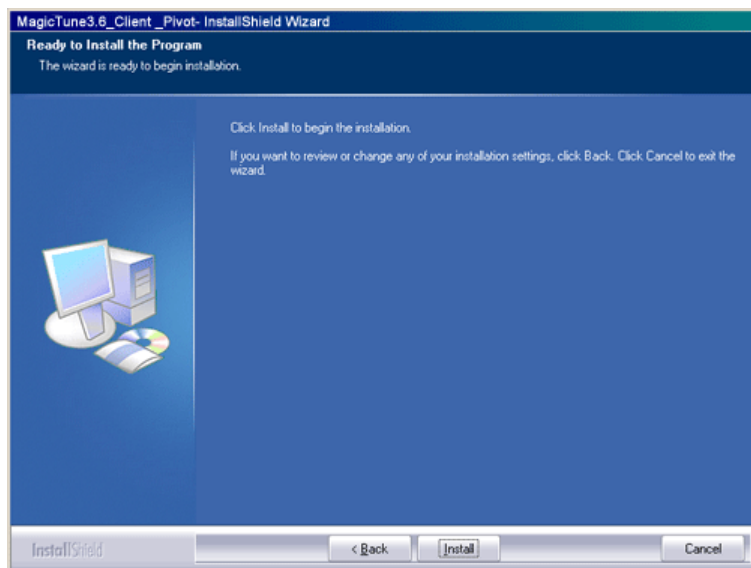 MagicTune3.6_Client _Pivot- InstallShield Wizard
Ready to Install the Program
The wizard is ready to begin installation.
Click Install to begin the installation.
If you want to review or change any of your installation settings, click Back. Click Cancel to exit the
wizard.
InstallShield
< Back
Install
Cancel